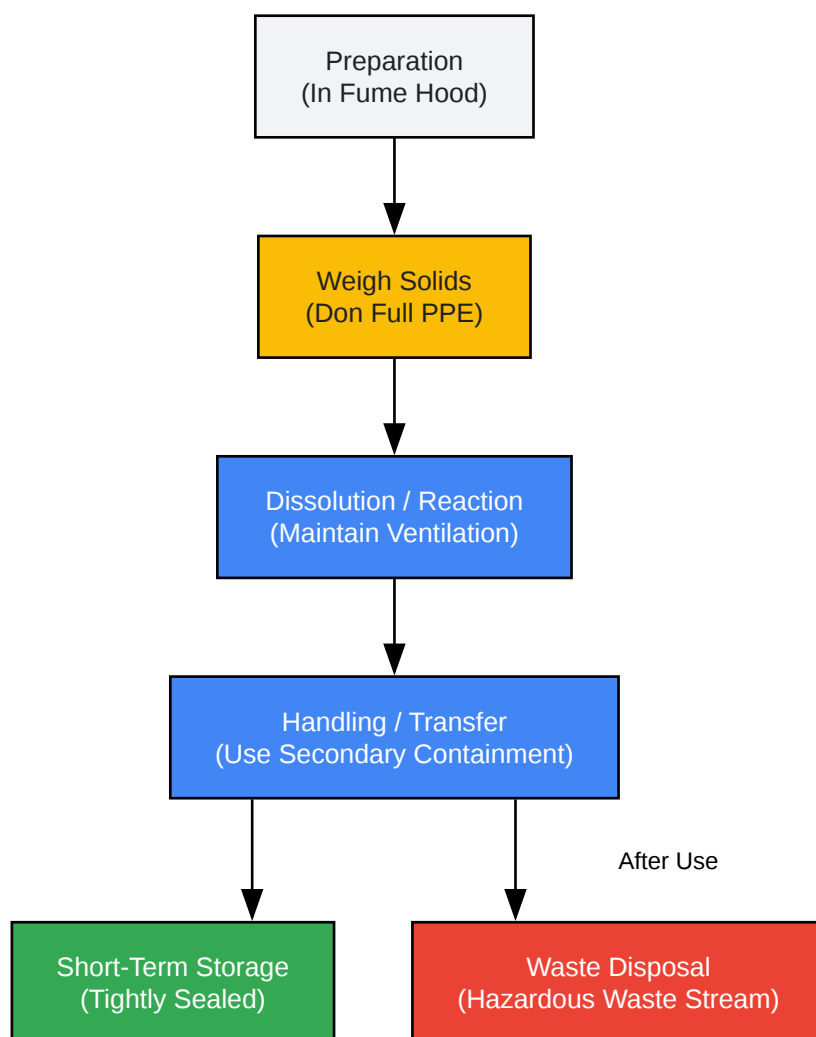 Preparation
(In Fume Hood)
Weigh Solids
(Don Full PPE)
Dissolution / Reaction
(Maintain Ventilation)
Handling / Transfer
(Use Secondary Containment)
After Use
Short-Term Storage
(Tightly Sealed)
Waste Disposal
(Hazardous Waste Stream)